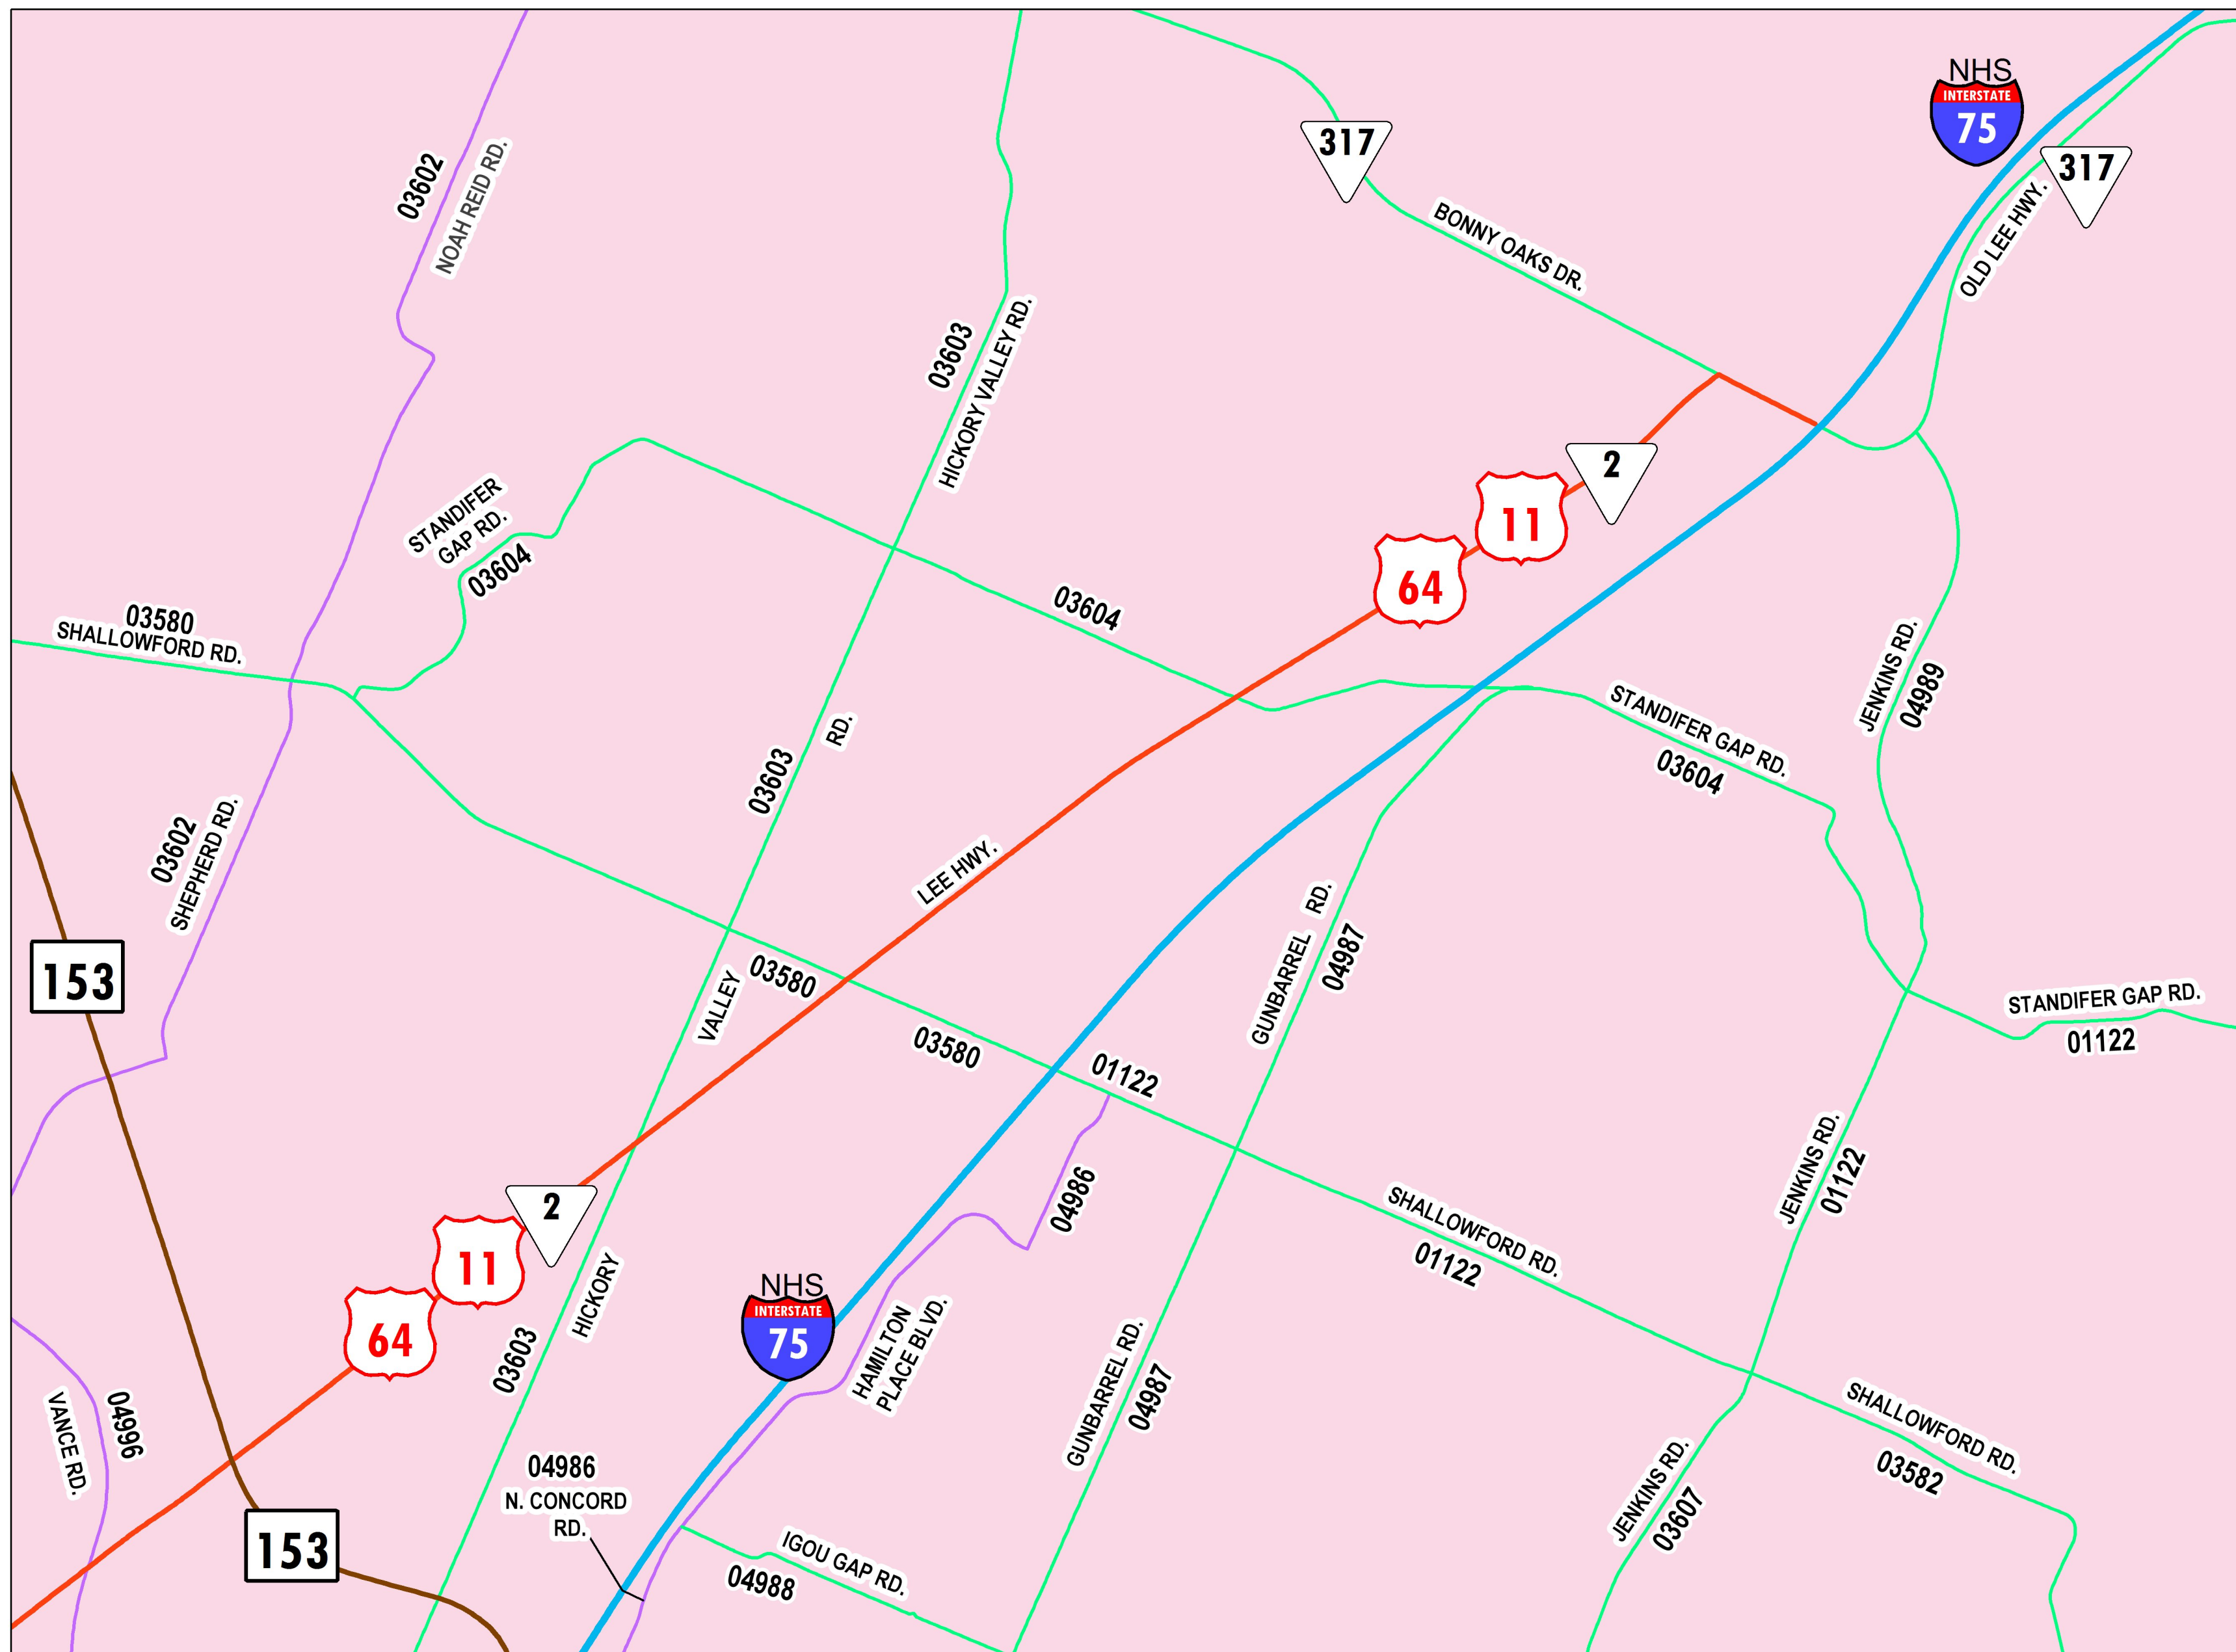 NHS
INTERSTATE
75
317
317
03602
NOAH REID RD.
BONNY OAKS DR.
OLD LEE HWY.
03603
HICKORY VALLEY RD.
2
11
64
STANDIFER
GAP RD.
03604
03604
03580
SHALLOWFORD RD.
JENKINS RD.
04989
STANDIFER GAP RD.
03604
RD.
03603
03602
SHEPHERD RD.
LEE HWY.
GUNBARREL RD.
04987
153
VALLEY
03580
03580
01122
STANDIFER GAP RD.
01122
JENKINS RD.
01122
04986
SHALLOWFORD RD.
01122
2
11
64
HICKORY
03603
NHS
INTERSTATE
75
HAMILTON
PLACE BLVD.
GUNBARREL RD.
04987
VANCE RD.
04996
SHALLOWFORD RD.
03582
JENKINS RD.
03607
04986
N. CONCORD
RD.
153
IGOU GAP RD.
04988